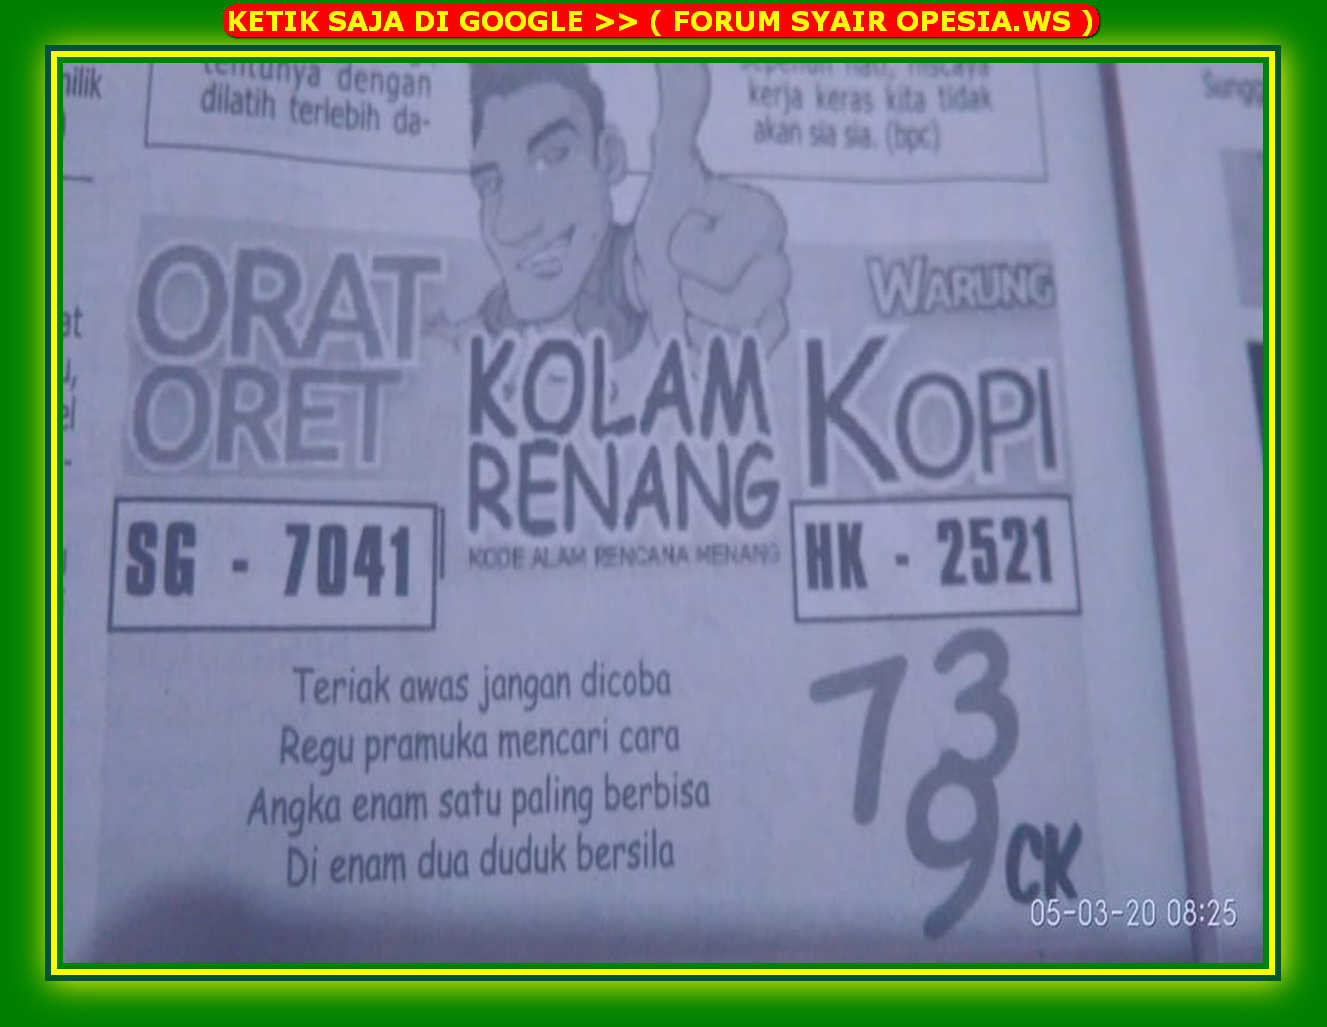 KETIK SAJA DI GOOGLE >> ( FORUM SYAIR OPESIA.WS )
dengan
dilatih terlebih da-
kerja keras kita tidak
akan sia sia. (bpc)
ORAT
ORET
KOLAM
RENANG
KODE ALAM RENCANA MENANG
WARUNG
KOPI
SG - 7041
HK - 2521
Teriak awas jangan dicoba
Regu pramuka mencari cara
Angka enam satu paling berbisa
Di enam dua duduk bersila
73
9 CK
05-03-20 08:25